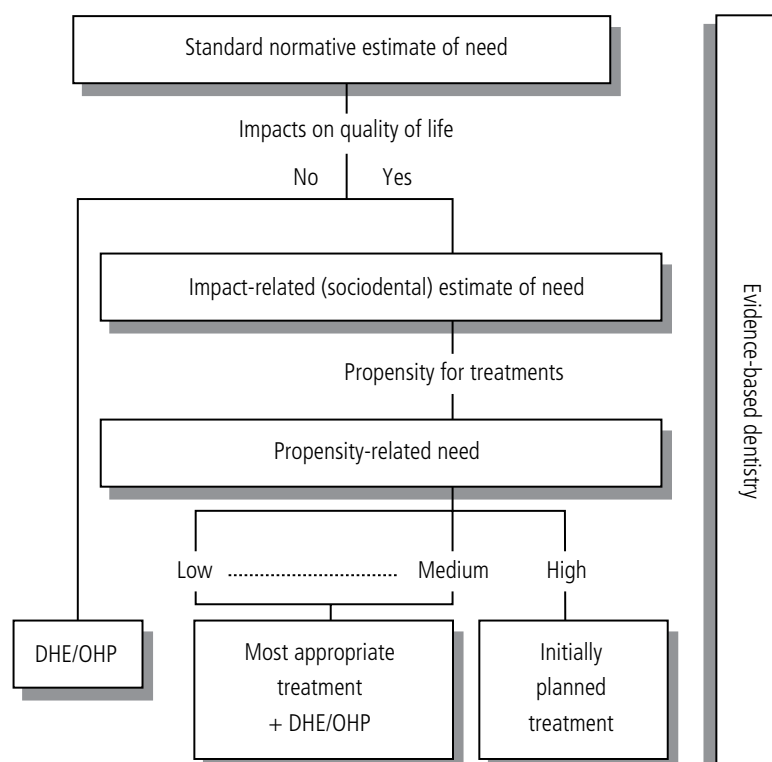 Standard normative estimate of need
Impacts on quality of life
No Yes
Impact-related (sociodental) estimate of need
Propensity for treatments
Propensity-related need
Low ........................... Medium High
DHE/OHP
Most appropriate
treatment
+ DHE/OHP
Initially
planned
treatment
Evidence-based dentistry